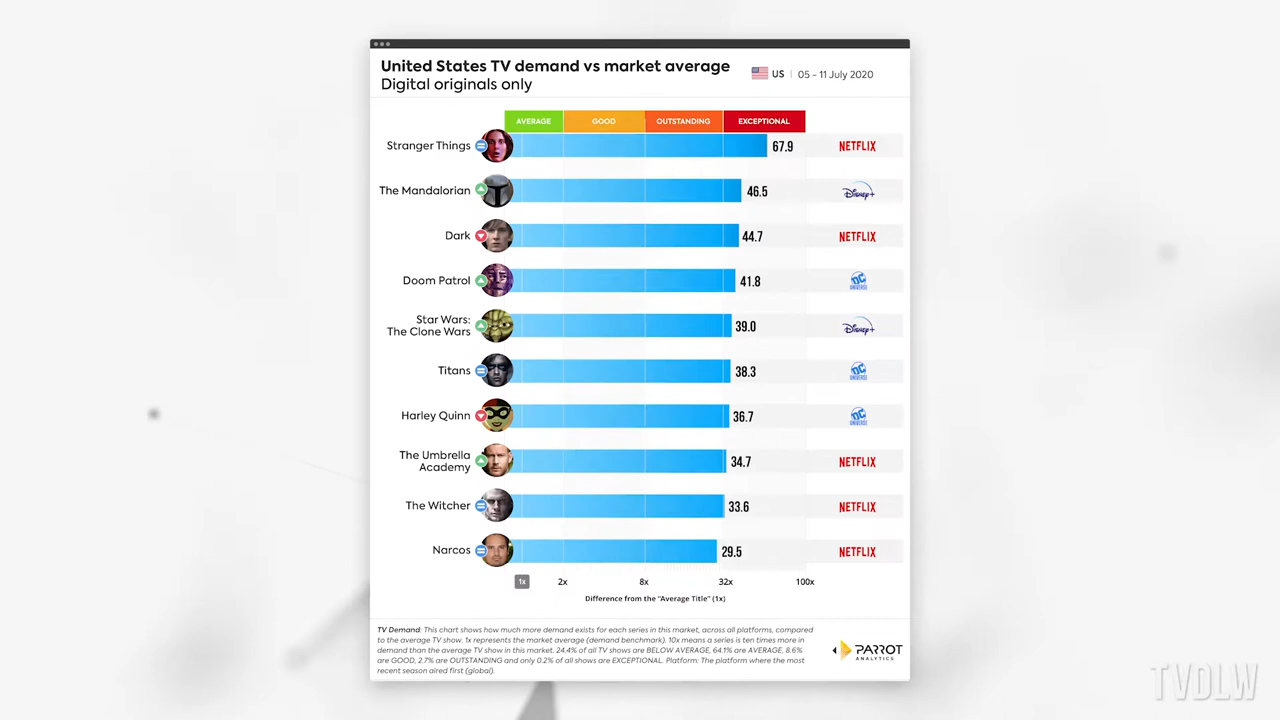 United States TV demand vs market average
Digital originals only
US | 05 - 11 July 2020
AVERAGE GOOD OUTSTANDING EXCEPTIONAL
Stranger Things 67.9 NETFLIX
The Mandalorian 46.5 Disney+
Dark 44.7 NETFLIX
Doom Patrol 41.8 DC UNIVERSE
Star Wars:
The Clone Wars 39.0 Disney+
Titans 38.3 DC UNIVERSE
Harley Quinn 36.7 DC UNIVERSE
The Umbrella
Academy 34.7 NETFLIX
The Witcher 33.6 NETFLIX
Narcos 29.5 NETFLIX
1x 2x 8x 32x 100x
Difference from the "Average Title" (1x)
TV Demand: This chart shows how much more demand exists for each series in this market, across all platforms, compared
to the average TV show. 1x represents the market average (demand benchmark). 10x means a series is ten times more in
demand than the average TV show in this market. 24.4% of all TV shows are BELOW AVERAGE, 64.1% are AVERAGE, 8.6%
are GOOD, 2.7% are OUTSTANDING and only 0.2% of all shows are EXCEPTIONAL. Platform: The platform where the most
recent season aired first (global).
PARROT
ANALYTICS
TVDLW